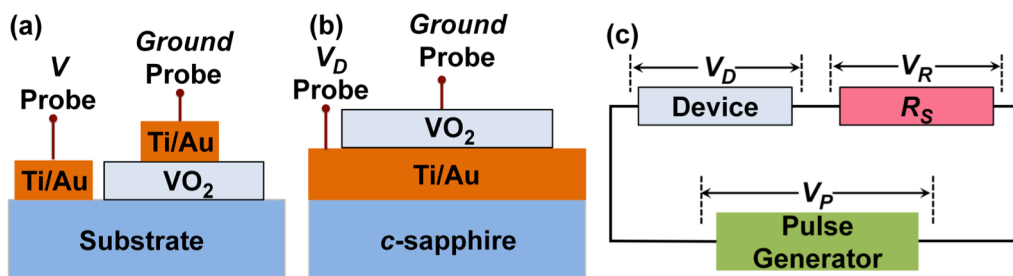 (a)
V
Probe
Ground
Probe
Ti/Au
Ti/Au
VO2
Substrate
(b)
VD
Probe
Ground
Probe
VO2
Ti/Au
c-sapphire
(c)
VD
VR
Device
RS
VP
Pulse
Generator